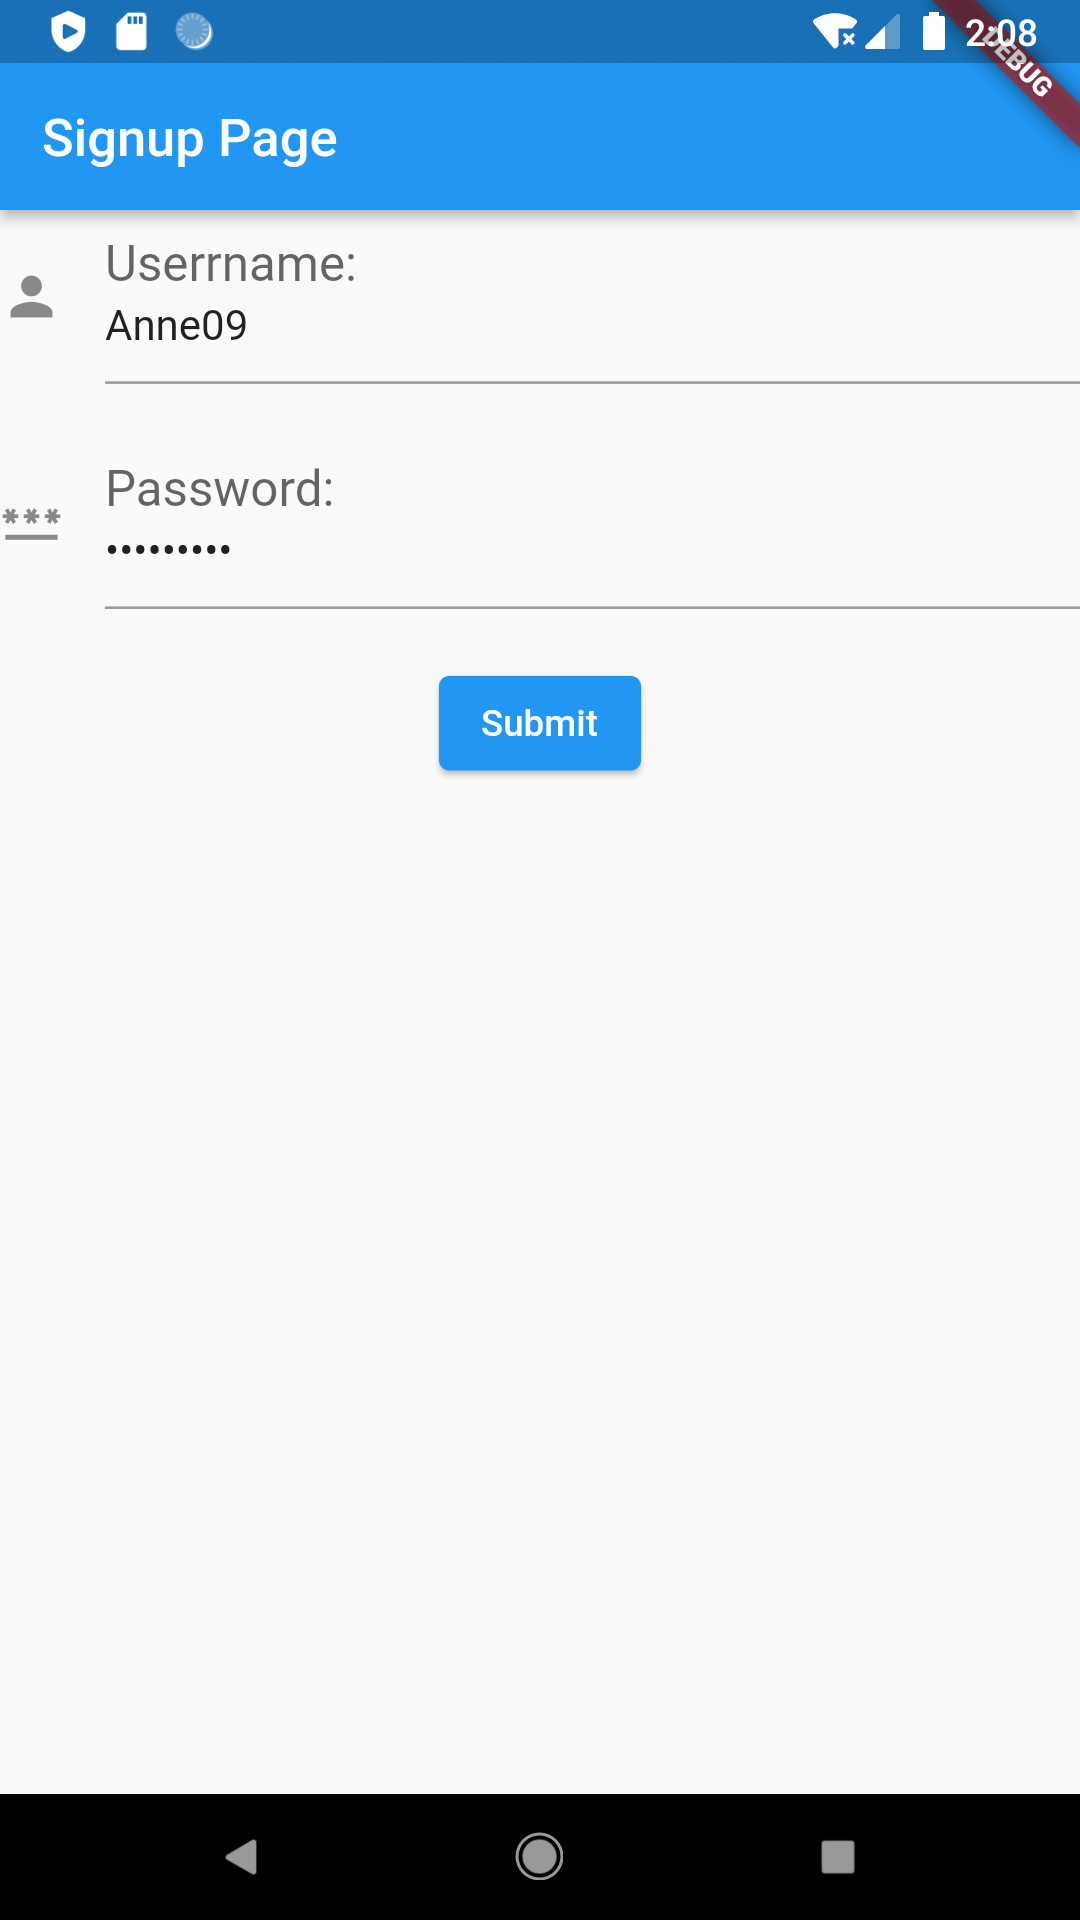 2:08
DEBUG
Signup Page
Userrname:
Anne09
***
Password:
•••••••••
Submit